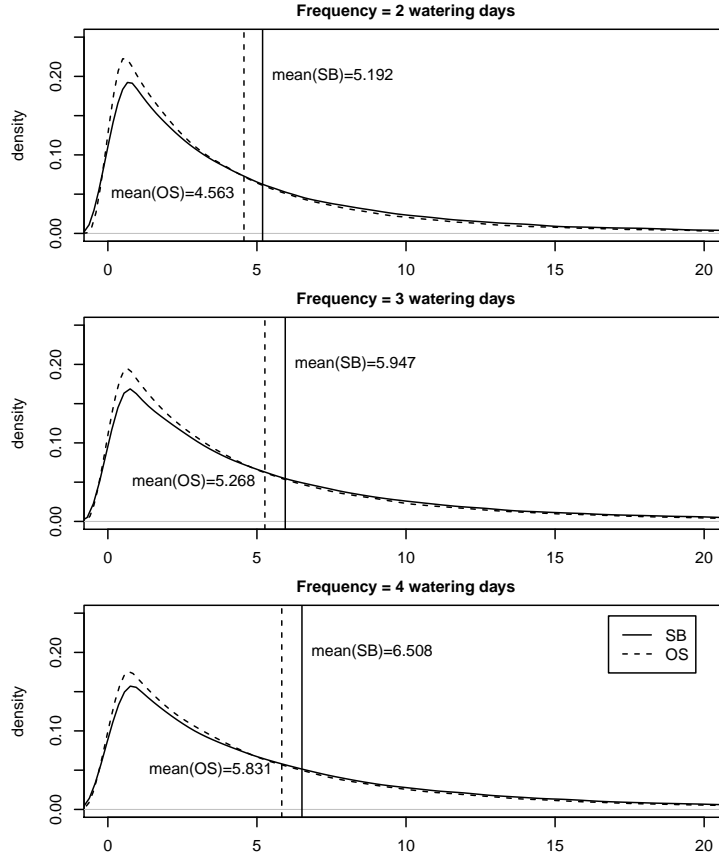 Frequency = 2 watering days
density
0.00 0.10 0.20
mean(SB)=5.192
mean(OS)=4.563
0 5 10 15 20
Frequency = 3 watering days
density
0.00 0.10 0.20
mean(SB)=5.947
mean(OS)=5.268
0 5 10 15 20
Frequency = 4 watering days
density
0.00 0.10 0.20
SB
mean(SB)=6.508
OS
mean(OS)=5.831
0 5 10 15 20